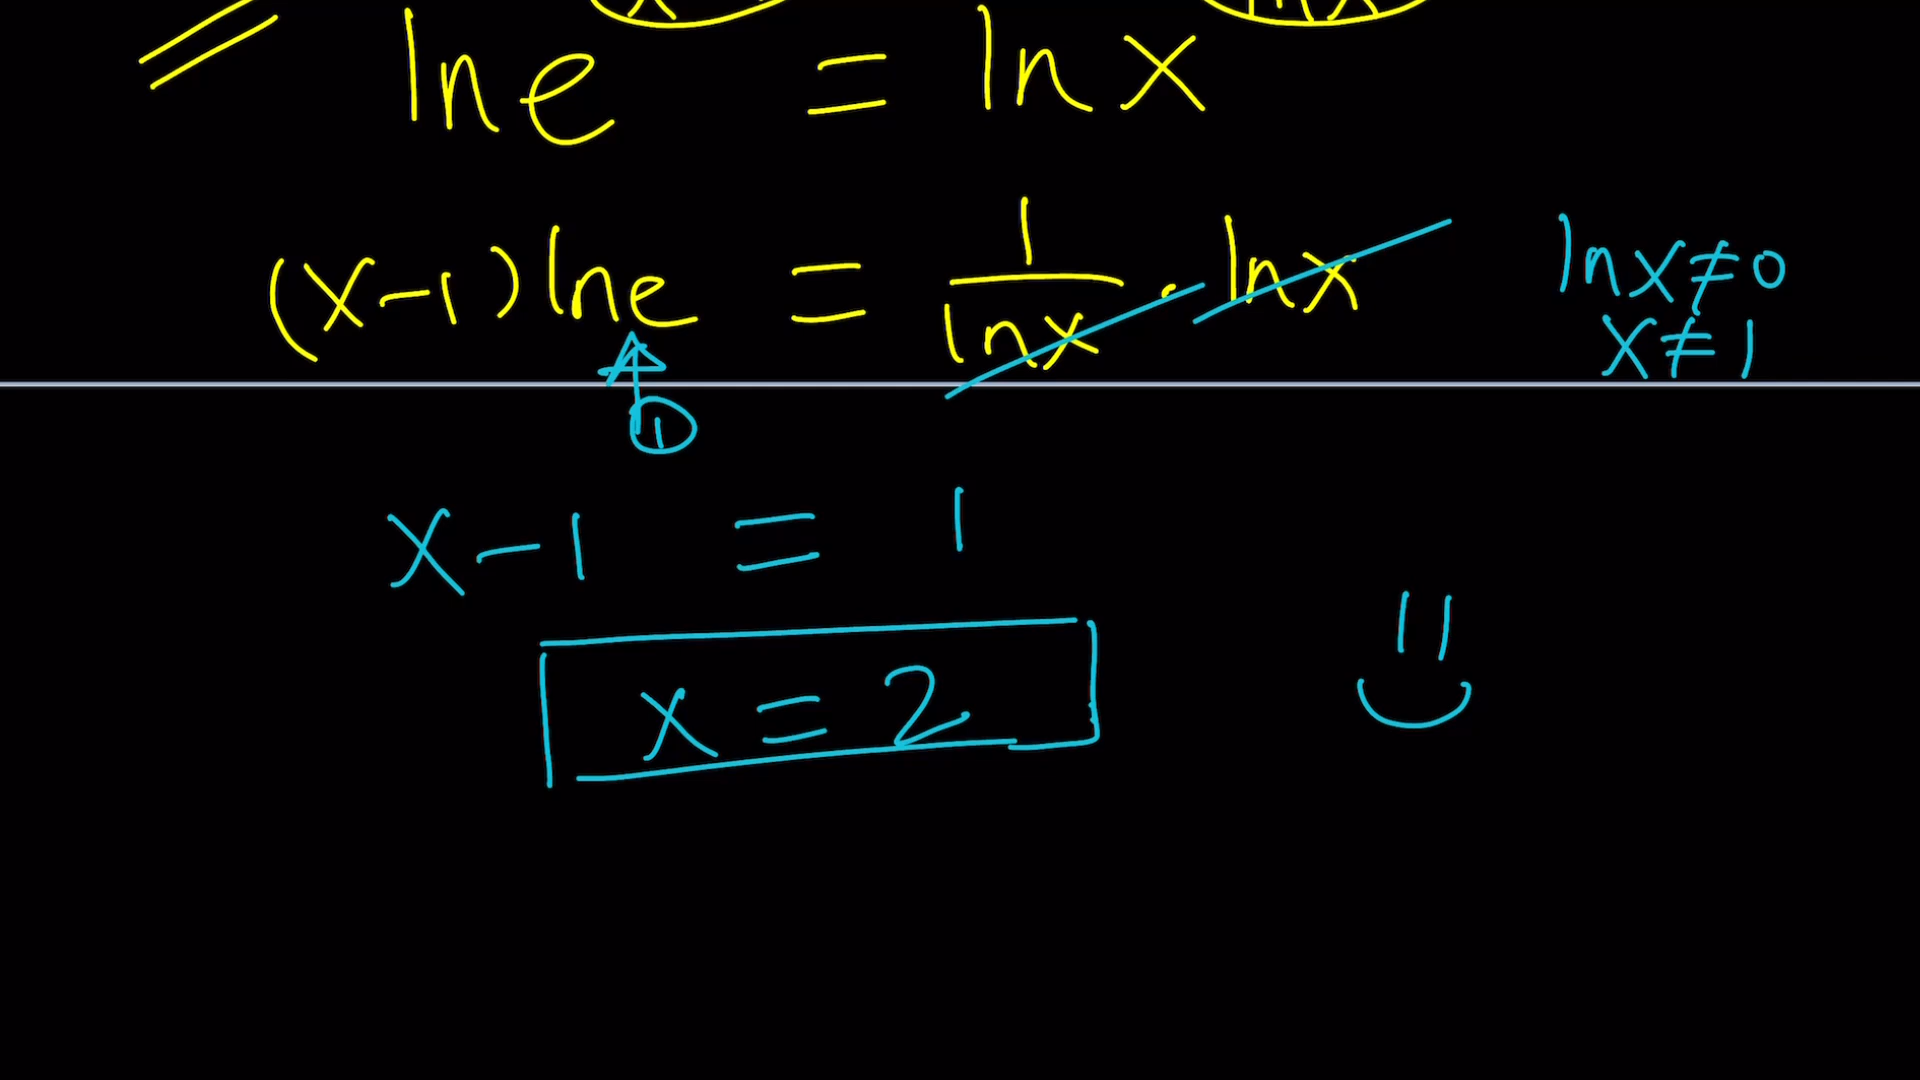 ln e = ln x
(x-1) ln e = 1/ln x · ln x ln x ≠ 0
x ≠ 1
1
x - 1 = 1
x = 2